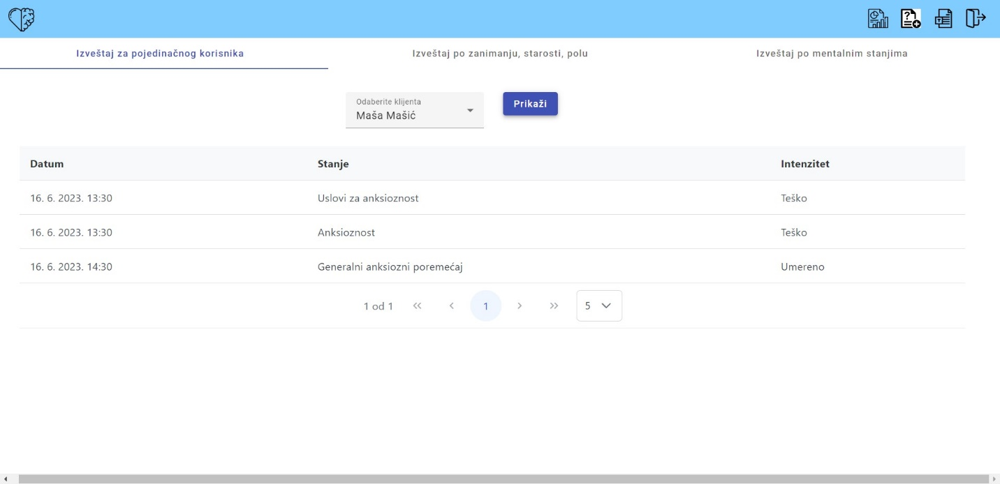 Izveštaj za pojedinačnog korisnika
Izveštaj po zanimanju, starosti, polu
Izveštaj po mentalnim stanjima
Odaberite klijenta
Maša Mašić
Prikaži
Datum Stanje Intenzitet
16. 6. 2023. 13:30 Uslovi za anksioznost Teško
16. 6. 2023. 13:30 Anksioznost Teško
16. 6. 2023. 14:30 Generalni anksiozni poremećaj Umereno
1 od 1 « ‹ 1 › » 5